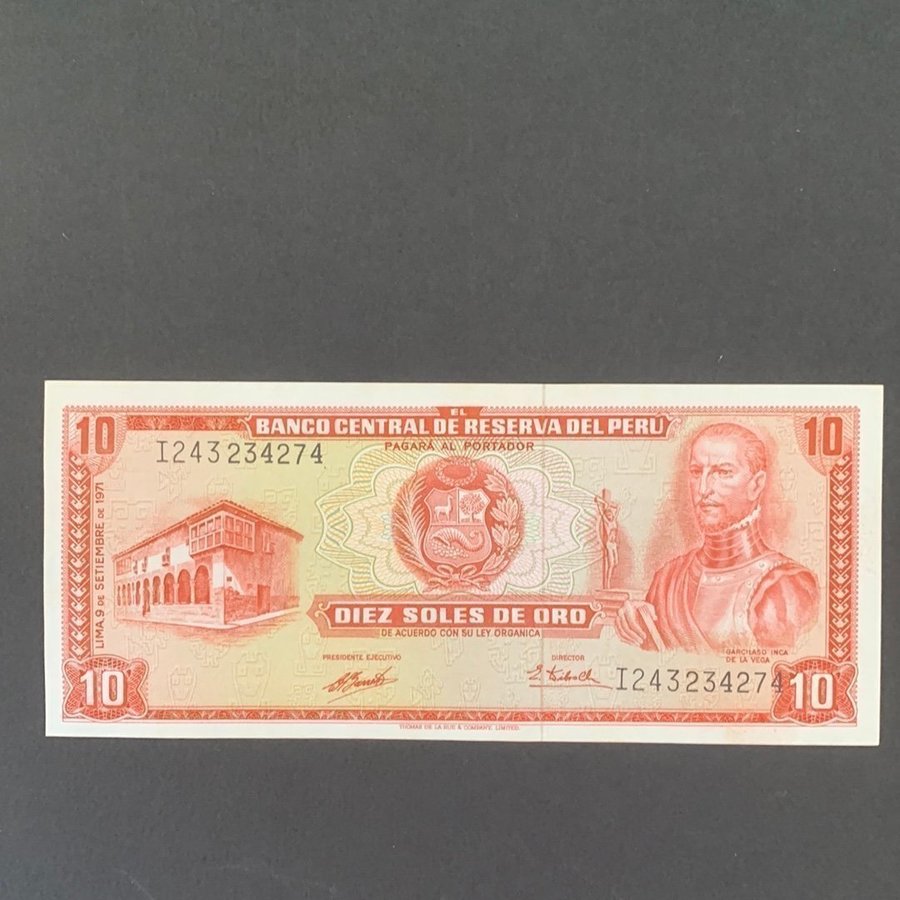 EL
BANCO CENTRAL DE RESERVA DEL PERU
PAGARÁ AL PORTADOR
10
10
I243234274
LIMA, 9 DE SETIEMBRE DE 1971
DIEZ SOLES DE ORO
DE ACUERDO CON SU LEY ORGANICA
GARCILASO INCA
DE LA VEGA
PRESIDENTE EJECUTIVO
DIRECTOR
I243234274
10
10
THOMAS DE LA RUE & COMPANY, LIMITED.